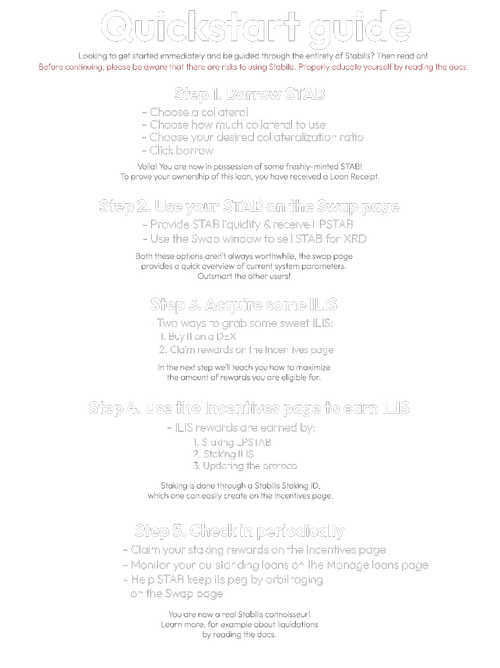 Quickstart guide
Looking to get started immediately and be guided through the entirety of Stabilis? Then read on!
Before continuing, please be aware that there are risks to using Stabilis. Properly educate yourself by reading the docs.
Step 1. Borrow STAB
- Choose a collateral
- Choose how much collateral to use
- Choose your desired collateralization ratio
- Click borrow
Voila! You are now in possession of some freshly-minted STAB!
To prove your ownership of this loan, you have received a Loan Receipt.
Step 2. Use your STAB on the Swap page
- Provide STAB liquidity & receive LPSTAB
- Use the Swap window to sell STAB for XRD
Both these options aren't always worthwhile, the swap page
provides a quick overview of current system parameters.
Outsmart the other users!
Step 3. Acquire some ILIS
- Two ways to grab some sweet ILIS:
1. Buy it on a DEX
2. Claim rewards on the Incentives page
In the next step we'll teach you how to maximize
the amount of rewards you are eligible for.
Step 4. Use the Incentives page to earn ILIS
- ILIS rewards are earned by:
1. Staking LPSTAB
2. Staking ILIS
3. Updating the protocol
Staking is done through a Stabilis Staking ID,
which one can easily create on the Incentives page.
Step 5. Check in periodically
- Claim your staking rewards on the Incentives page
- Monitor your outstanding loans on the Manage loans page
- Help STAB keep its peg by arbitraging
on the Swap page
You are now a real Stabilis connoisseur!
Learn more, for example about liquidations
by reading the docs.